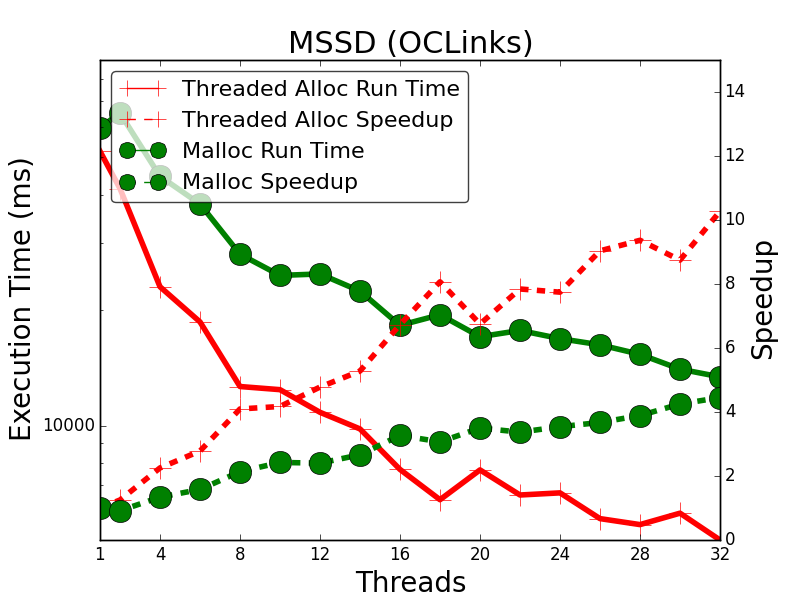 MSSD (OCLinks)
Threaded Alloc Run Time
Threaded Alloc Speedup
Malloc Run Time
Malloc Speedup
Execution Time (ms)
10000
Speedup
14
12
10
8
6
4
2
0
1 4 8 12 16 20 24 28 32
Threads